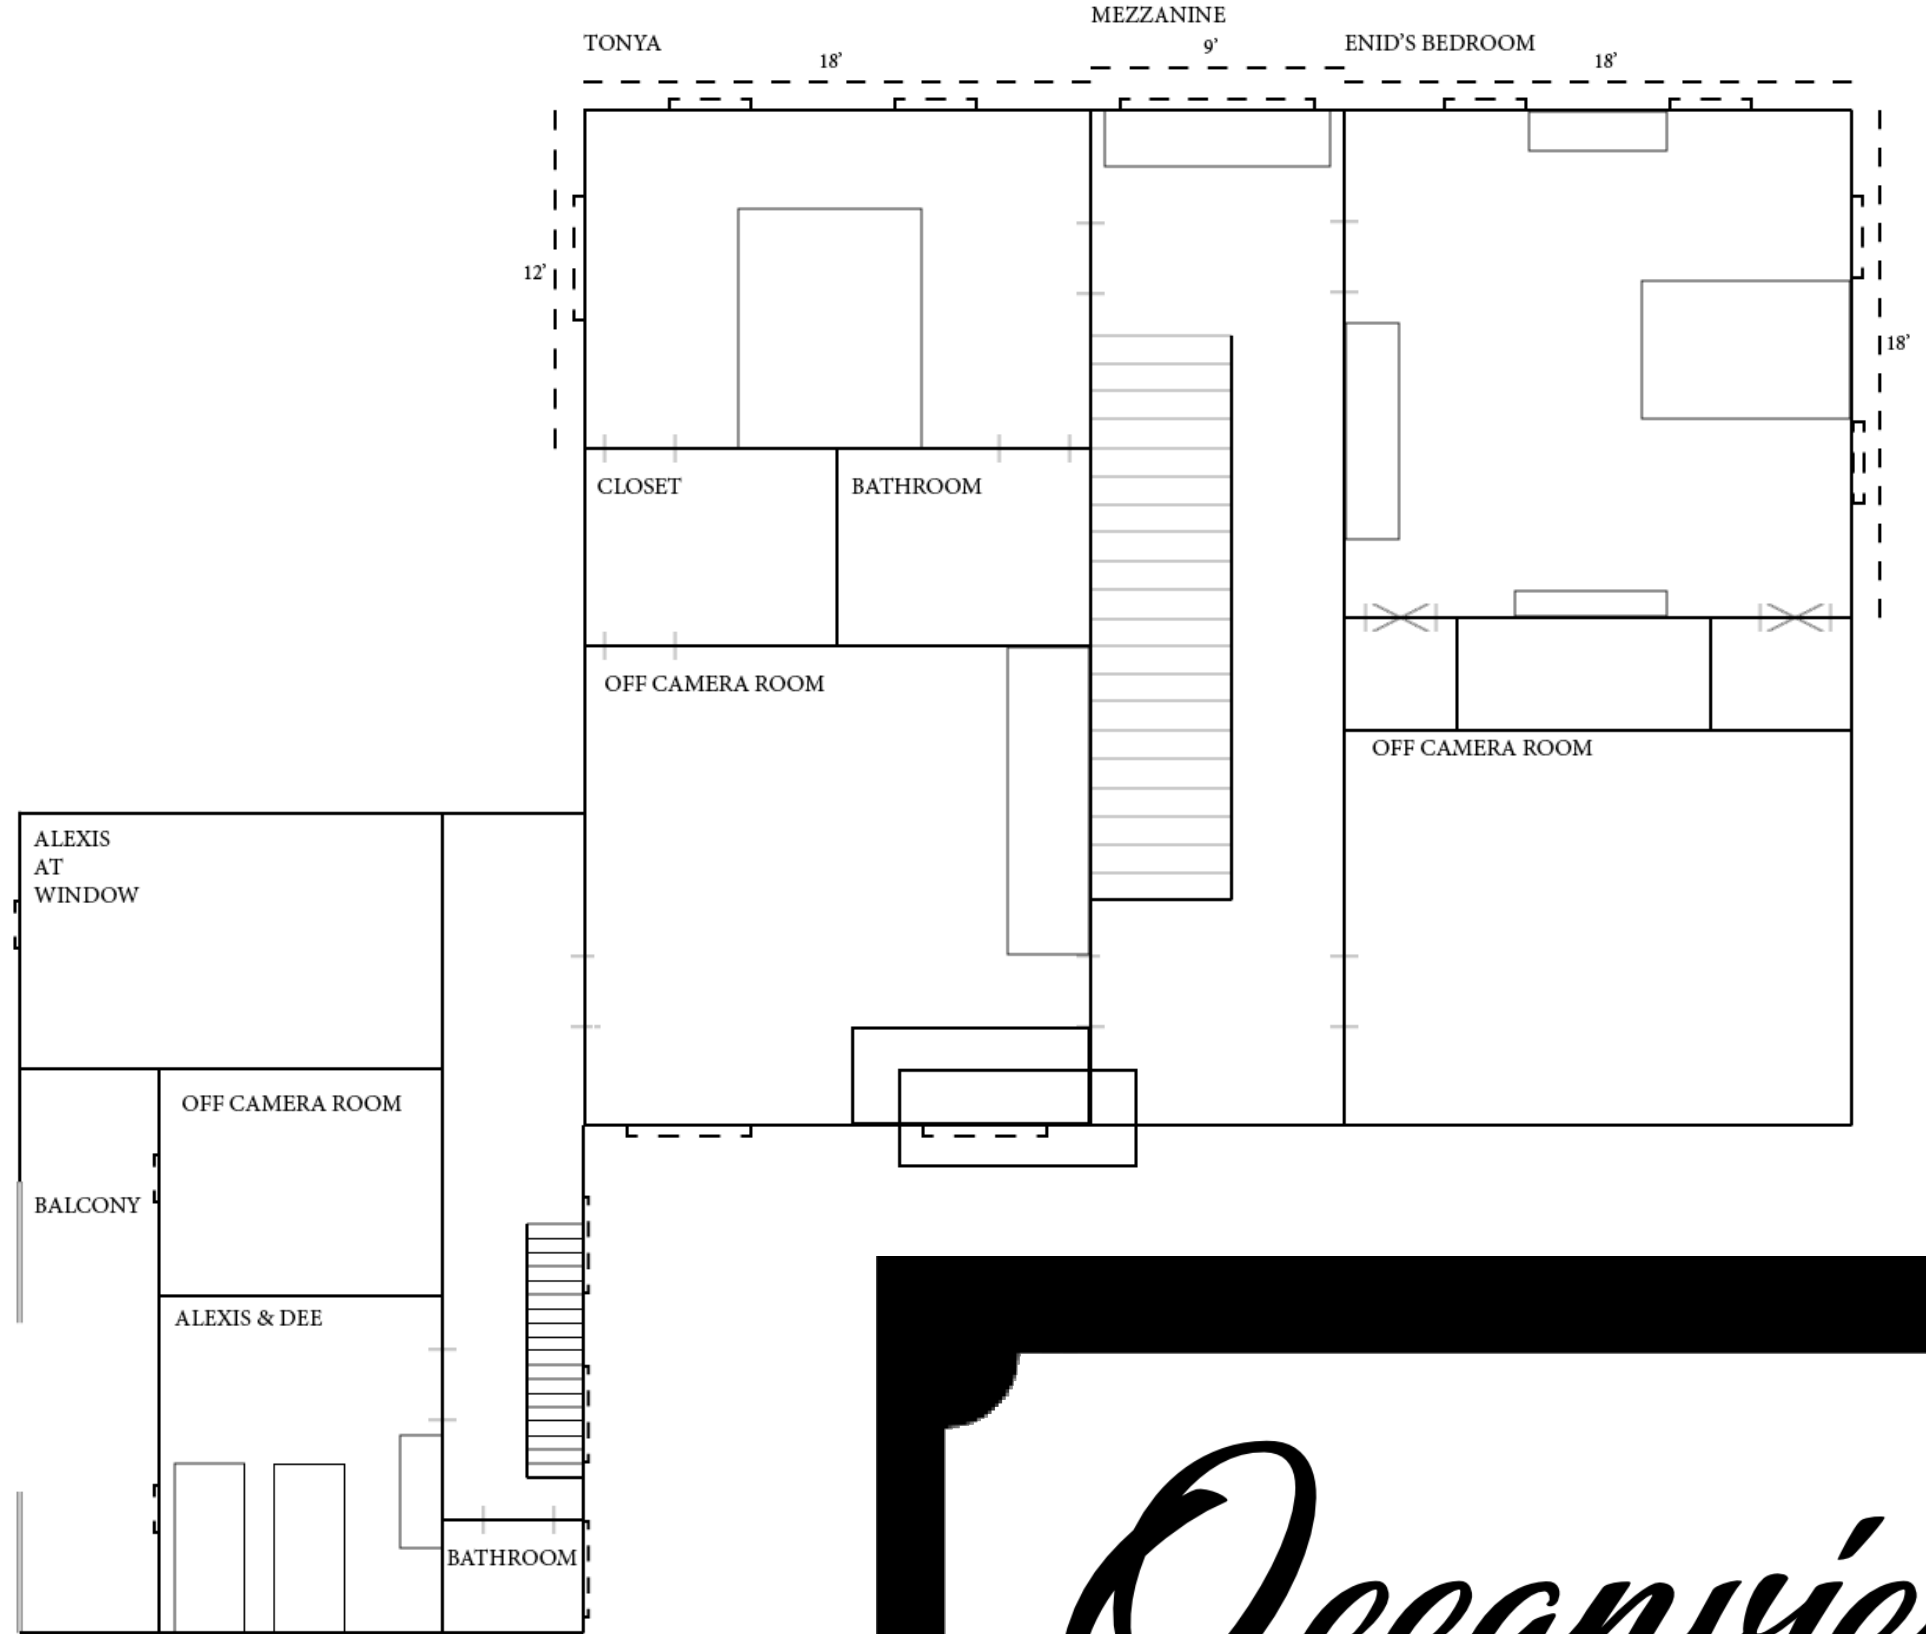 MEZZANINE
TONYA
18’
9’
ENID’S BEDROOM
18’
12’
18’
CLOSET
BATHROOM
OFF CAMERA ROOM
OFF CAMERA ROOM
ALEXIS
AT
WINDOW
OFF CAMERA ROOM
BALCONY
ALEXIS & DEE
BATHROOM